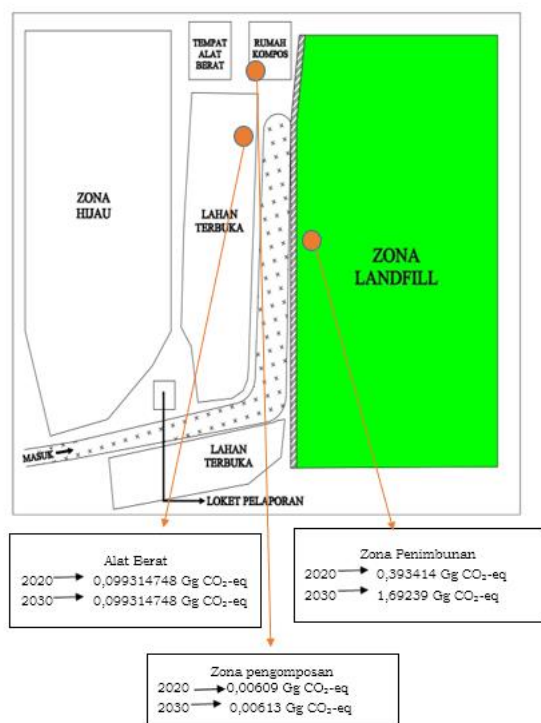 TEMPAT
ALAT
BERAT
RUMAH
KOMPOS
ZONA
HIJAU
LAHAN
TERBUKA
ZONA
LANDFILL
MASUK
LAHAN
TERBUKA
LOKET PELAPORAN
Alat Berat
2020 → 0,099314748 Gg CO₂-eq
2030 → 0,099314748 Gg CO₂-eq
Zona Penimbunan
2020 → 0,393414 Gg CO₂-eq
2030 → 1,69239 Gg CO₂-eq
Zona pengomposan
2020 → 0,00609 Gg CO₂-eq
2030 → 0,00613 Gg CO₂-eq